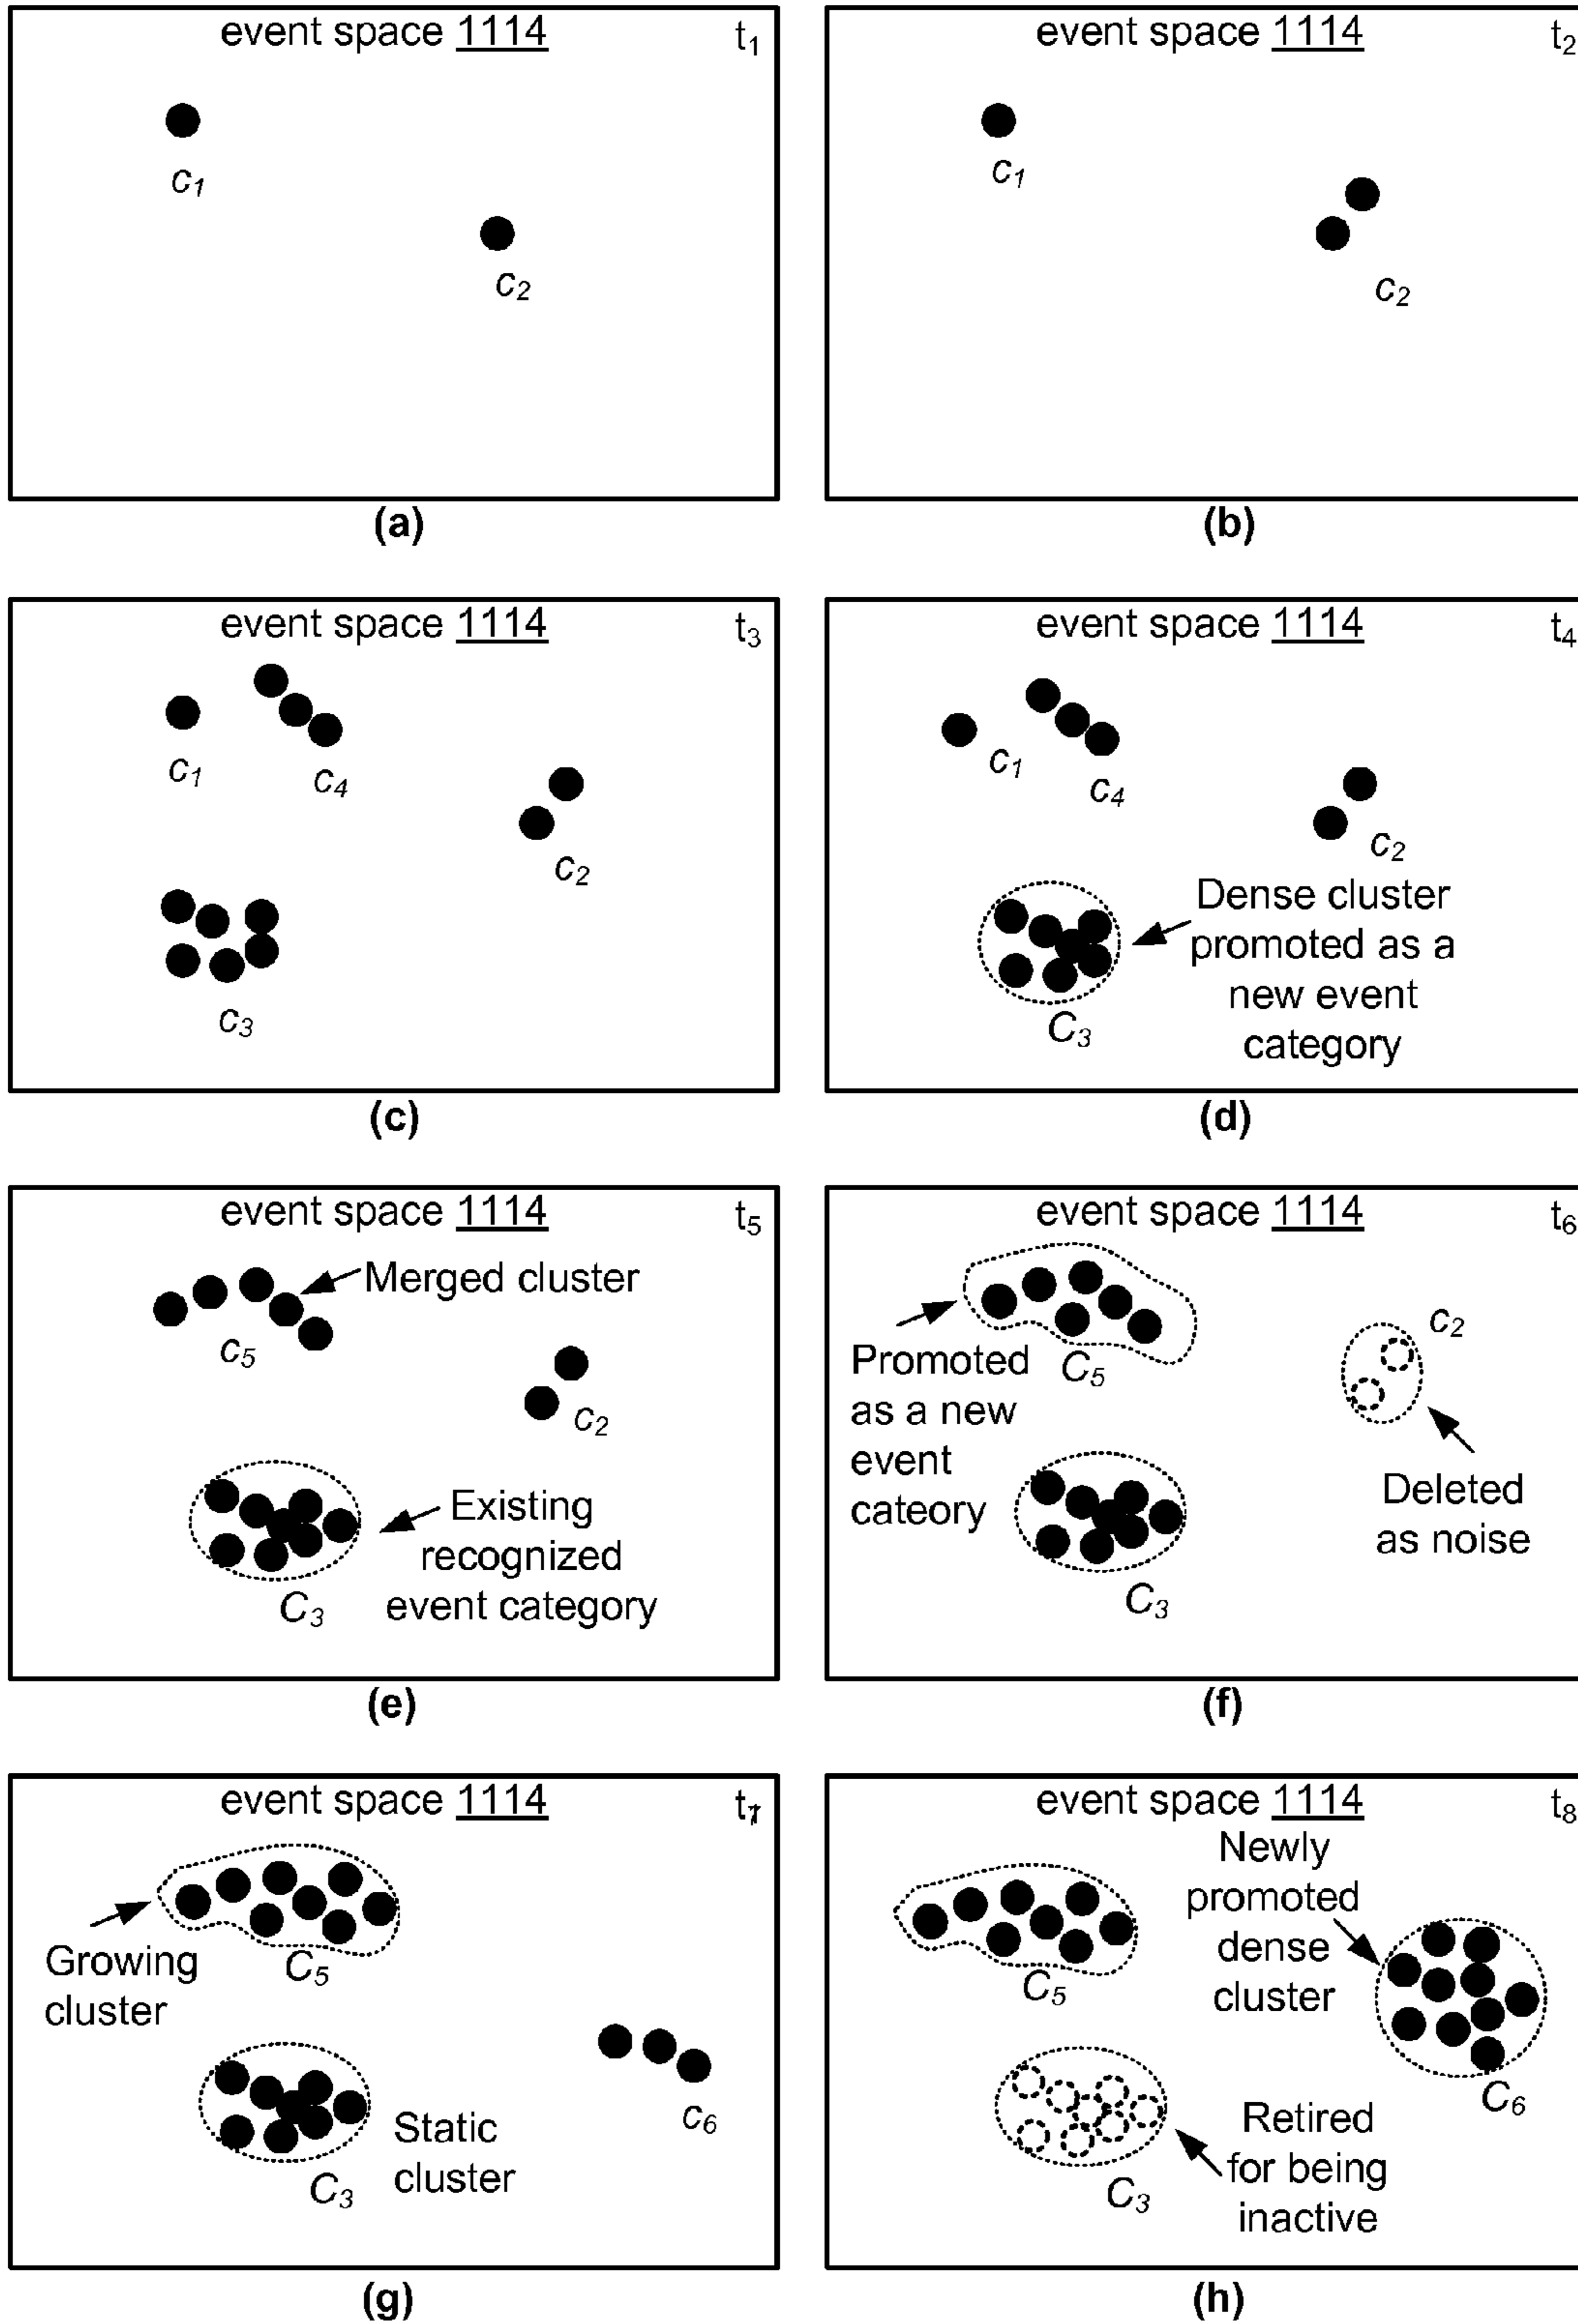 event space 1114 t1
c1
c2
(a)
event space 1114 t2
c1
c2
(b)
event space 1114 t3
c1
c4
c2
c3
(c)
event space 1114 t4
c1
c4
c2
Dense cluster
promoted as a
new event
category
C3
(d)
event space 1114 t5
Merged cluster
c5
c2
Existing
recognized
event category
C3
(e)
event space 1114 t6
c2
Promoted
as a new
event
cateory
C5
Deleted
as noise
C3
(f)
event space 1114 t7
Growing
cluster
C5
c6
Static
cluster
C3
(g)
event space 1114 t8
Newly
promoted
dense
cluster
C5
C6
Retired
for being
inactive
C3
(h)